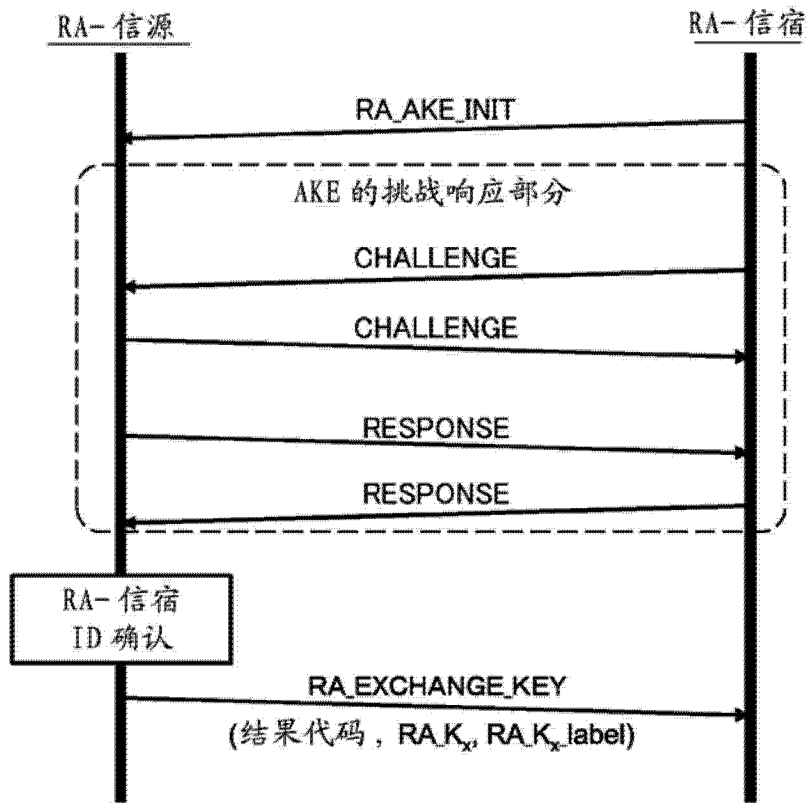 RA-信源
RA-信宿
RA_AKE_INIT
AKE 的挑战响应部分
CHALLENGE
CHALLENGE
RESPONSE
RESPONSE
RA-信宿
ID 确认
RA_EXCHANGE_KEY
(结果代码, RA_Kx, RA_Kx_label)